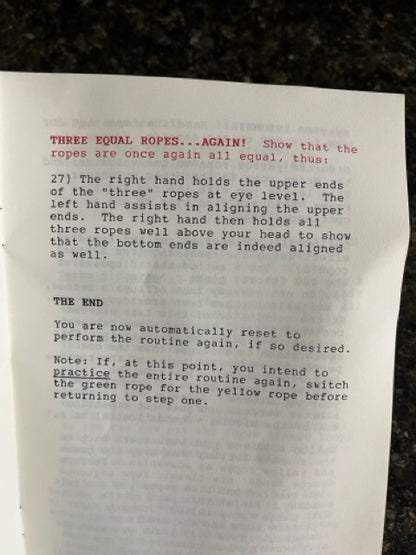 THREE EQUAL ROPES...AGAIN! Show that the
ropes are once again all equal, thus:
27) The right hand holds the upper ends
of the "three" ropes at eye level. The
left hand assists in aligning the upper
ends. The right hand then holds all
three ropes well above your head to show
that the bottom ends are indeed aligned
as well.
THE END
You are now automatically reset to
perform the routine again, if so desired.
Note: If, at this point, you intend to
practice the entire routine again, switch
the green rope for the yellow rope before
returning to step one.